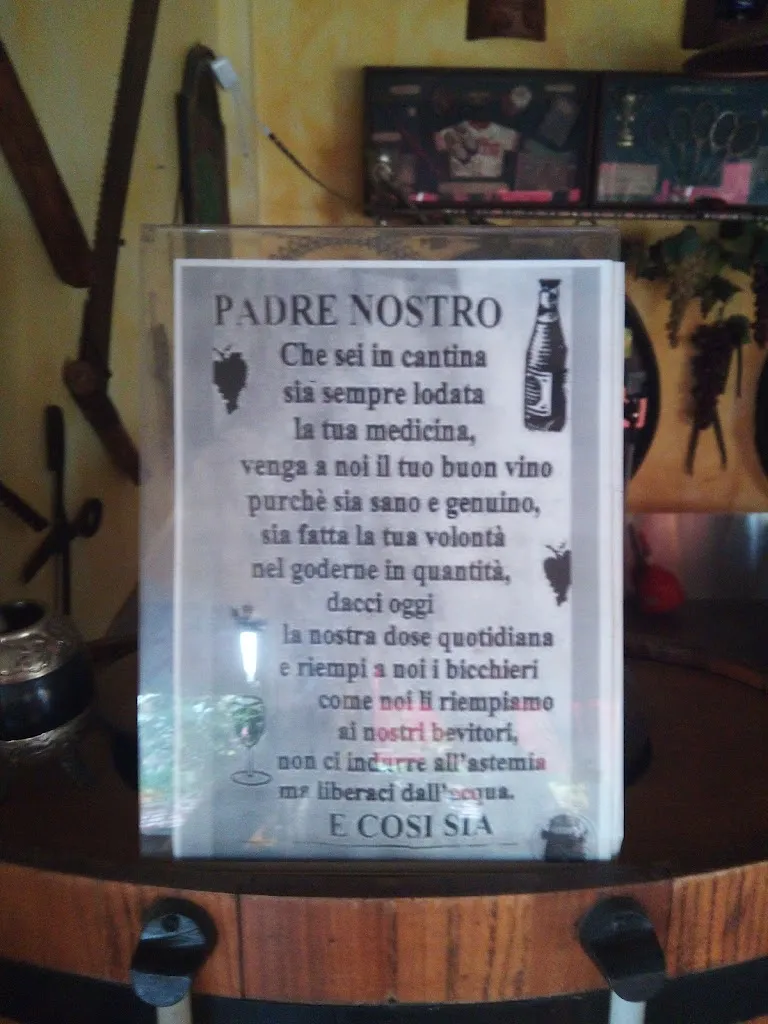 PADRE NOSTRO
Che sei in cantina
sia sempre lodata
la tua medicina,
venga a noi il tuo buon vino
purchè sia sano e genuino,
sia fatta la tua volontà
nel goderne in quantità,
dacci oggi
la nostra dose quotidiana
e riempi a noi i bicchieri
come noi li riempiamo
ai nostri bevitori,
non ci indurre all'astemia
ma liberaci dall'acqua.
E COSI SIA